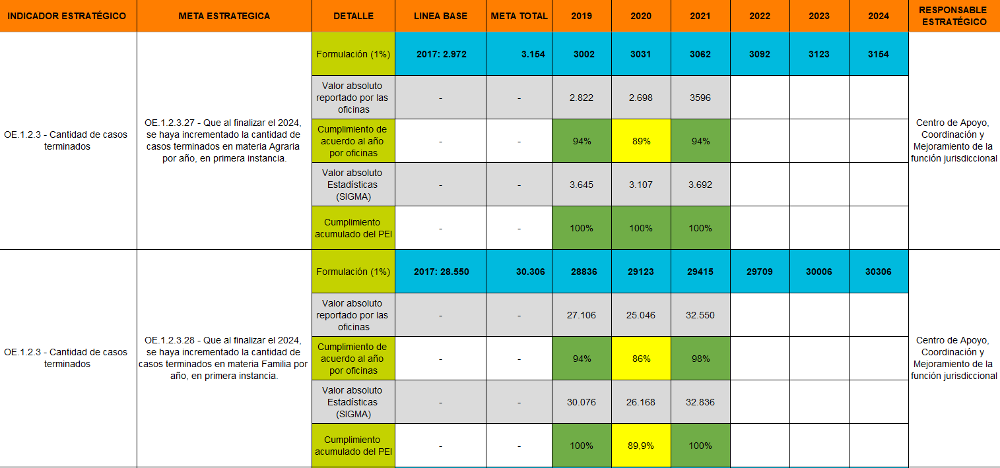 INDICADOR ESTRATÉGICO META ESTRATEGICA DETALLE LINEA BASE META TOTAL 2019 2020 2021 2022 2023 2024 RESPONSABLE ESTRATÉGICO
OE.1.2.3 - Cantidad de casos
terminados
OE.1.2.3.27 - Que al finalizar el 2024,
se haya incrementado la cantidad de
casos terminados en materia Agraria
por año, en primera instancia.
Formulación (1%) 2017: 2.972 3.154 3002 3031 3062 3092 3123 3154
Valor absoluto
reportado por las
oficinas
- - 2.822 2.698 3596
Cumplimiento de
acuerdo al año
por oficinas
- - 94% 89% 94%
Valor absoluto
Estadísticas
(SIGMA)
- - 3.645 3.107 3.692
Cumplimiento
acumulado del PEI
- - 100% 100% 100%
Centro de Apoyo,
Coordinación y
Mejoramiento de la
función jurisdiccional
OE.1.2.3 - Cantidad de casos
terminados
OE.1.2.3.28 - Que al finalizar el 2024,
se haya incrementado la cantidad de
casos terminados en materia Familia por
año, en primera instancia.
Formulación (1%) 2017: 28.550 30.306 28836 29123 29415 29709 30006 30306
Valor absoluto
reportado por las
oficinas
- - 27.106 25.046 32.550
Cumplimiento de
acuerdo al año
por oficinas
- - 94% 86% 98%
Valor absoluto
Estadísticas
(SIGMA)
- - 30.076 26.168 32.836
Cumplimiento
acumulado del PEI
- - 100% 89,9% 100%
Centro de Apoyo,
Coordinación y
Mejoramiento de la
función jurisdiccional